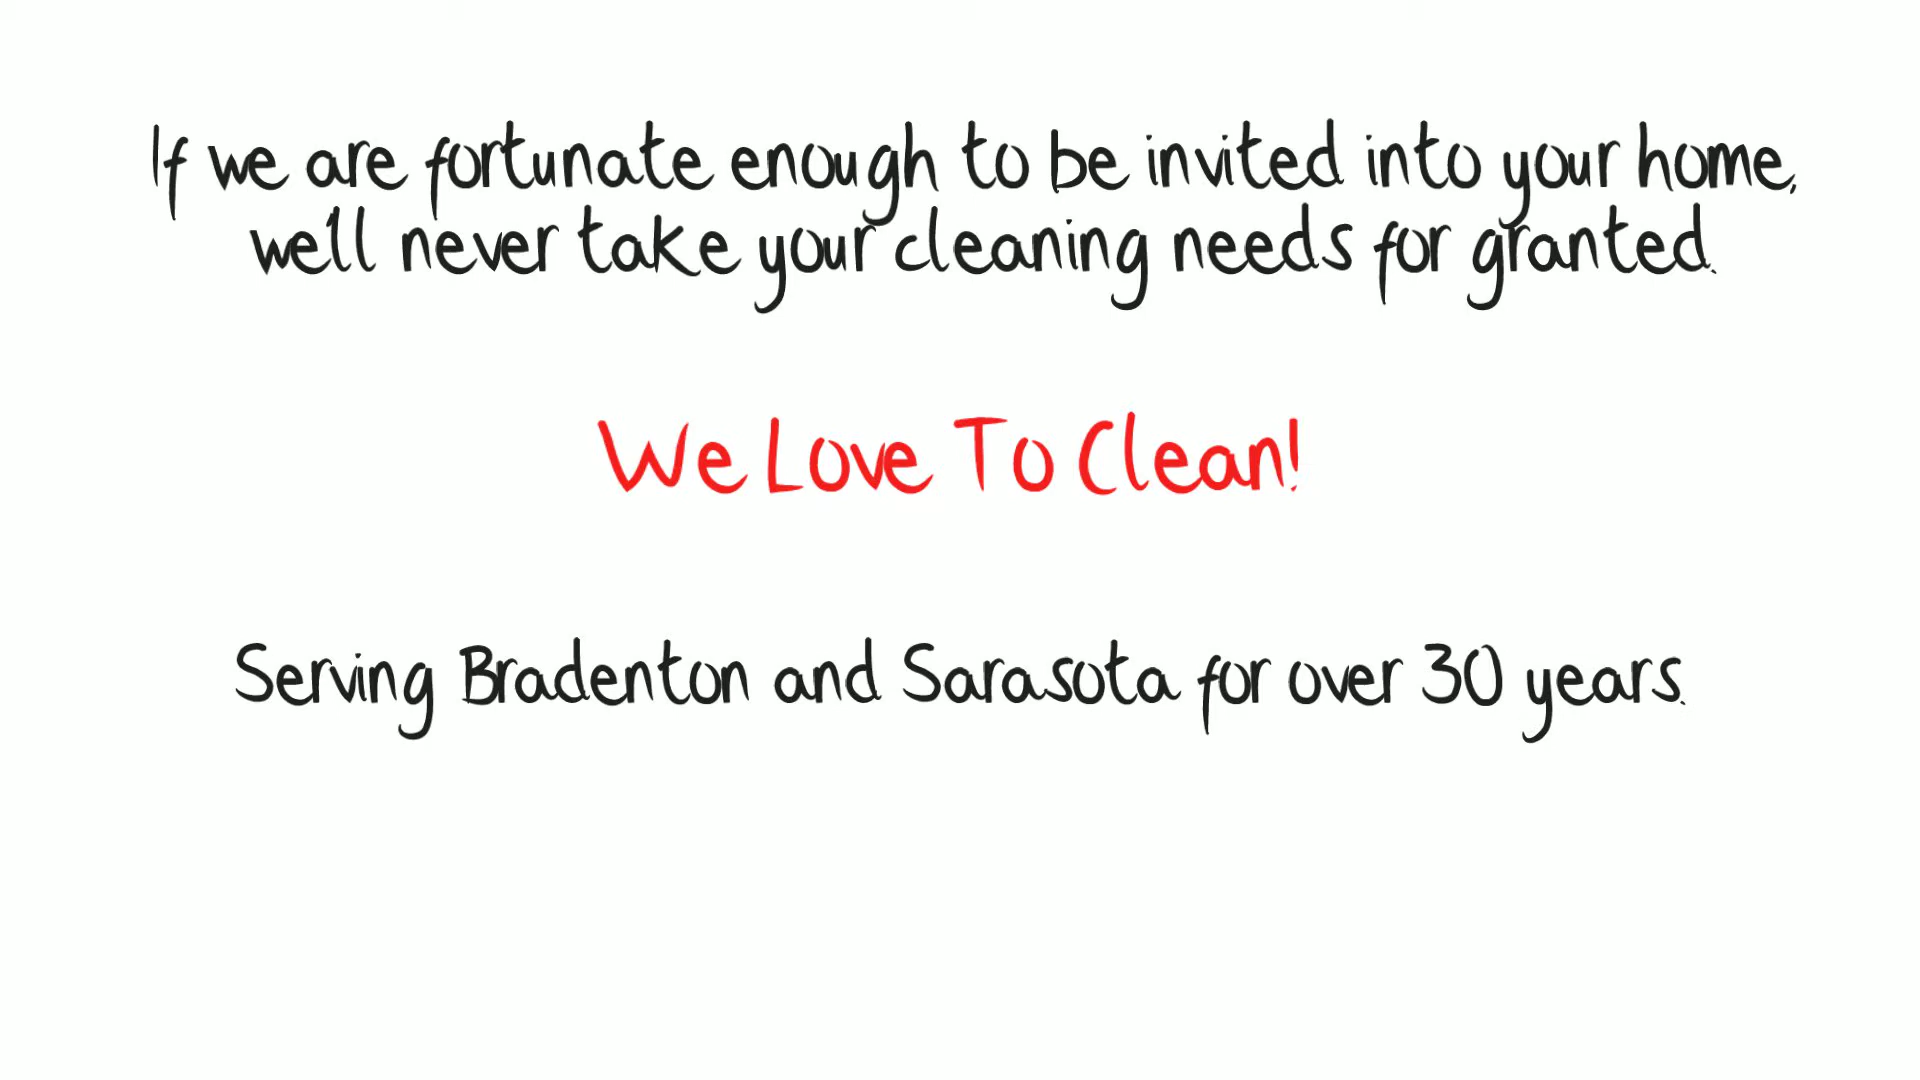 If we are fortunate enough to be invited into your home,
we'll never take your cleaning needs for granted.
We Love To Clean!
Serving Bradenton and Sarasota for over 30 years.